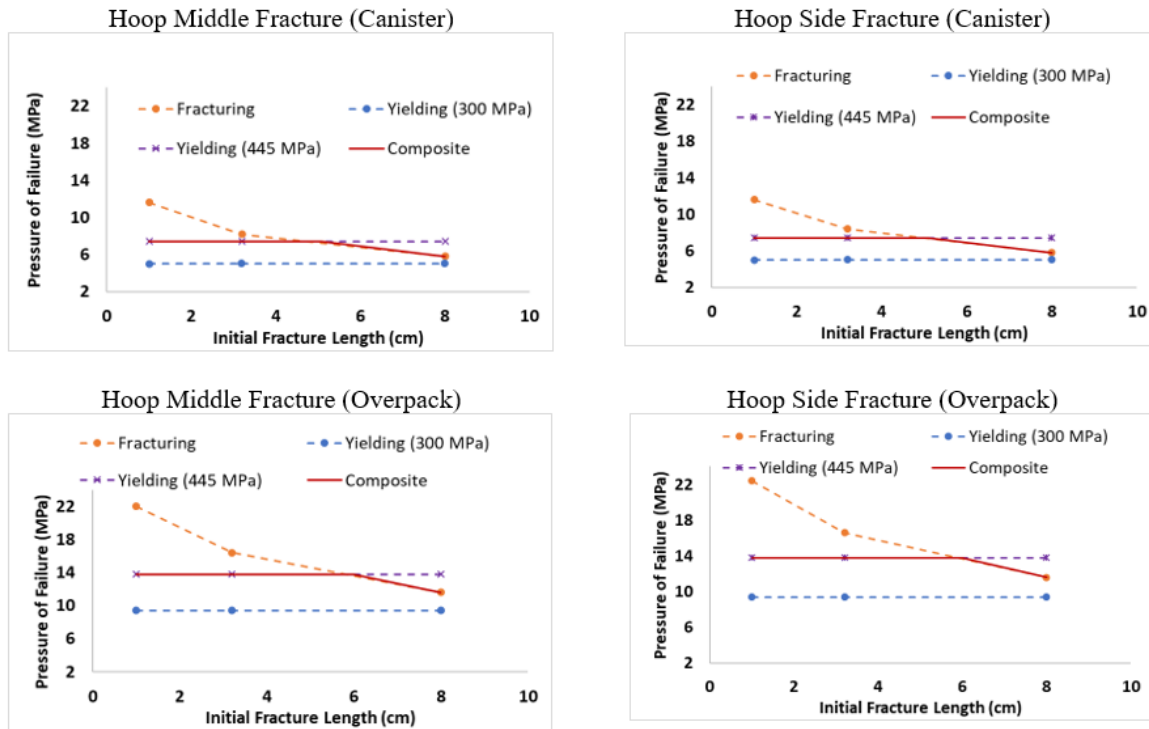 Hoop Middle Fracture (Canister)
Pressure of Failure (MPa)
Fracturing
Yielding (300 MPa)
Yielding (445 MPa)
Composite
22
18
14
10
6
2
0 2 4 6 8 10
Initial Fracture Length (cm)
Hoop Side Fracture (Canister)
Pressure of Failure (MPa)
Fracturing
Yielding (300 MPa)
Yielding (445 MPa)
Composite
22
18
14
10
6
2
0 2 4 6 8 10
Initial Fracture Length (cm)
Hoop Middle Fracture (Overpack)
Pressure of Failure (MPa)
Fracturing
Yielding (300 MPa)
Yielding (445 MPa)
Composite
22
18
14
10
6
2
0 2 4 6 8 10
Initial Fracture Length (cm)
Hoop Side Fracture (Overpack)
Pressure of Failure (MPa)
Fracturing
Yielding (300 MPa)
Yielding (445 MPa)
Composite
22
18
14
10
6
2
0 2 4 6 8 10
Initial Fracture Length (cm)